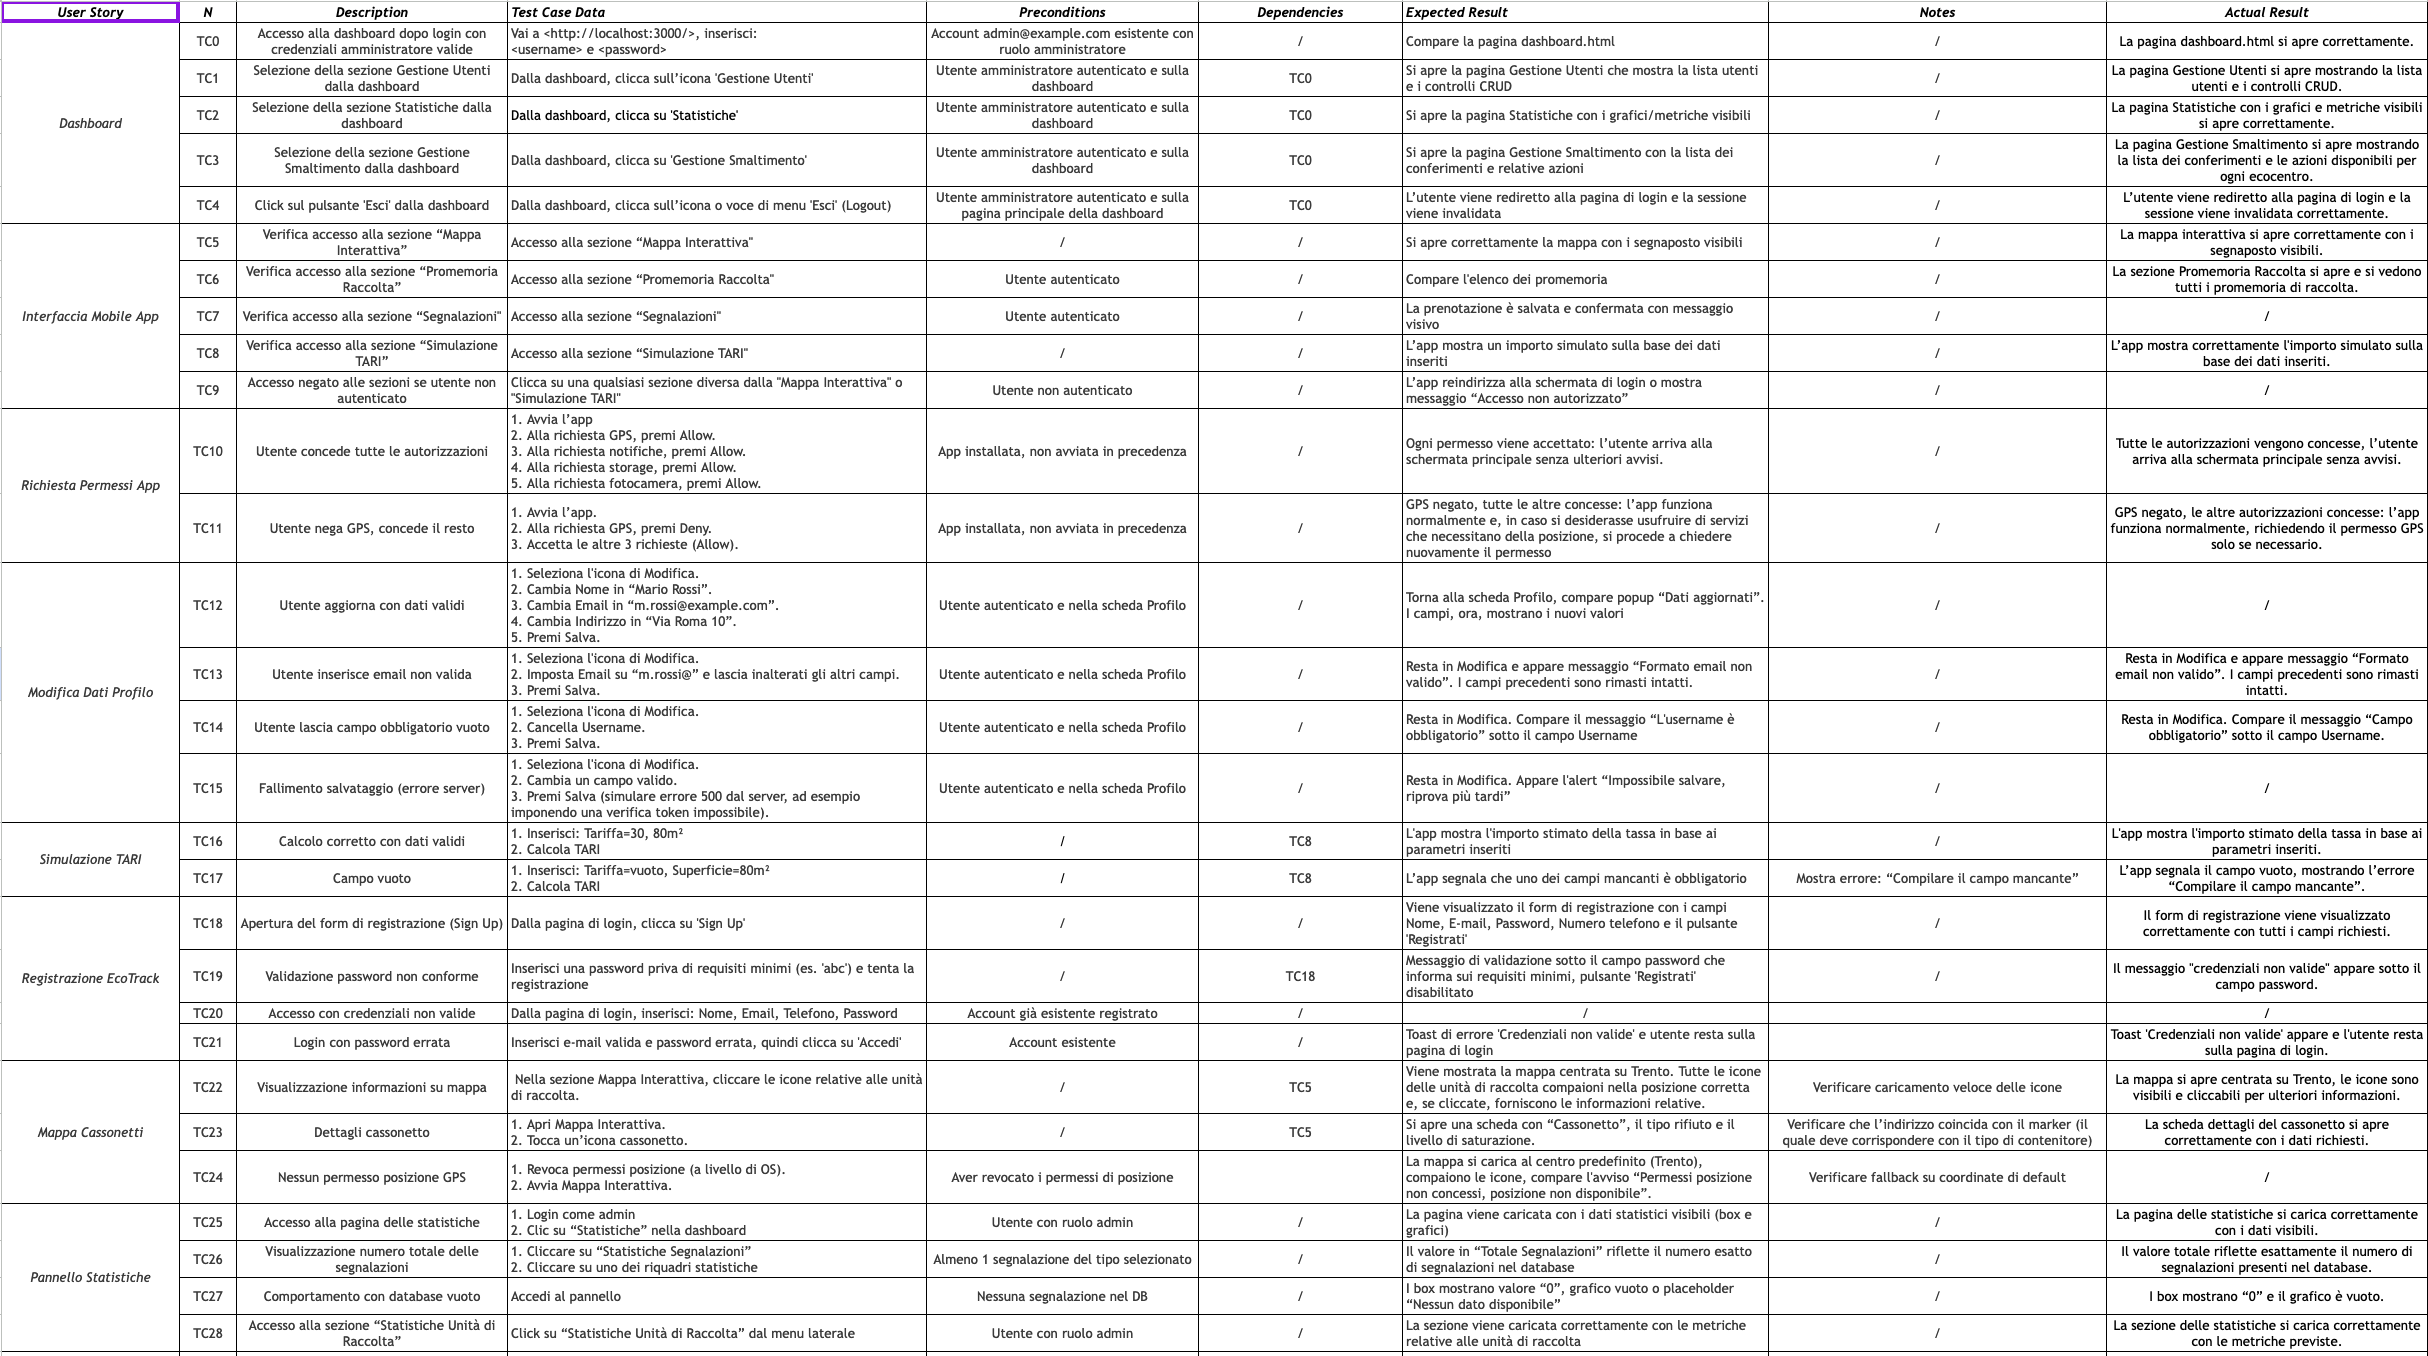 User Story	N	Description	Test Case Data	Preconditions	Dependencies	Expected Result	Notes	Actual Result
Dashboard
TC0
Accesso alla dashboard dopo login con
credenziali amministratore valide
Vai a <http://localhost:3000/>, inserisci:
<username> e <password>
Account admin@example.com esistente con
ruolo amministratore
/
Compare la pagina dashboard.html
/
La pagina dashboard.html si apre correttamente.
TC1
Selezione della sezione Gestione Utenti
dalla dashboard
Dalla dashboard, clicca sull’icona 'Gestione Utenti'
Utente amministratore autenticato e sulla
dashboard
TC0
Si apre la pagina Gestione Utenti che mostra la lista utenti
e i controlli CRUD
/
La pagina Gestione Utenti si apre mostrando la lista
utenti e i controlli CRUD.
TC2
Selezione della sezione Statistiche dalla
dashboard
Dalla dashboard, clicca su 'Statistiche'
Utente amministratore autenticato e sulla
dashboard
TC0
Si apre la pagina Statistiche con i grafici/metriche visibili
/
La pagina Statistiche con i grafici e metriche visibili
si apre correttamente.
TC3
Selezione della sezione Gestione
Smaltimento dalla dashboard
Dalla dashboard, clicca su 'Gestione Smaltimento'
Utente amministratore autenticato e sulla
dashboard
TC0
Si apre la pagina Gestione Smaltimento con la lista dei
conferimenti e relative azioni
/
La pagina Gestione Smaltimento si apre mostrando
la lista dei conferimenti e le azioni disponibili per
ogni ecocentro.
TC4
Click sul pulsante 'Esci' dalla dashboard
Dalla dashboard, clicca sull’icona o voce di menu 'Esci' (Logout)
Utente amministratore autenticato e sulla
pagina principale della dashboard
TC0
L’utente viene rediretto alla pagina di login e la sessione
viene invalidata
/
L’utente viene rediretto alla pagina di login e la
sessione viene invalidata correttamente.
Interfaccia Mobile App
TC5
Verifica accesso alla sezione “Mappa
Interattiva”
Accesso alla sezione “Mappa Interattiva"
/
/
Si apre correttamente la mappa con i segnaposto visibili
/
La mappa interattiva si apre correttamente con i
segnaposto visibili.
TC6
Verifica accesso alla sezione “Promemoria
Raccolta”
Accesso alla sezione “Promemoria Raccolta"
Utente autenticato
/
Compare l'elenco dei promemoria
/
La sezione Promemoria Raccolta si apre e si vedono
tutti i promemoria di raccolta.
TC7
Verifica accesso alla sezione “Segnalazioni"
Accesso alla sezione “Segnalazioni"
Utente autenticato
/
La prenotazione è salvata e confermata con messaggio
visivo
/
/
TC8
Verifica accesso alla sezione “Simulazione
TARI”
Accesso alla sezione “Simulazione TARI"
/
/
L’app mostra un importo simulato sulla base dei dati
inseriti
/
L’app mostra correttamente l'importo simulato sulla
base dei dati inseriti.
TC9
Accesso negato alle sezioni se utente non
autenticato
Clicca su una qualsiasi sezione diversa dalla "Mappa Interattiva" o
"Simulazione TARI"
Utente non autenticato
/
L’app reindirizza alla schermata di login o mostra
messaggio “Accesso non autorizzato”
/
/
Richiesta Permessi App
TC10
Utente concede tutte le autorizzazioni
1. Avvia l’app
2. Alla richiesta GPS, premi Allow.
3. Alla richiesta notifiche, premi Allow.
4. Alla richiesta storage, premi Allow.
5. Alla richiesta fotocamera, premi Allow.
App installata, non avviata in precedenza
/
Ogni permesso viene accettato: l’utente arriva alla
schermata principale senza ulteriori avvisi.
/
Tutte le autorizzazioni vengono concesse, l’utente
arriva alla schermata principale senza avvisi.
TC11
Utente nega GPS, concede il resto
1. Avvia l’app.
2. Alla richiesta GPS, premi Deny.
3. Accetta le altre 3 richieste (Allow).
App installata, non avviata in precedenza
/
GPS negato, tutte le altre concesse: l’app funziona
normalmente e, in caso si desiderasse usufruire di servizi
che necessitano della posizione, si procede a chiedere
nuovamente il permesso
/
GPS negato, le altre autorizzazioni concesse: l’app
funziona normalmente, richiedendo il permesso GPS
solo se necessario.
Modifica Dati Profilo
TC12
Utente aggiorna con dati validi
1. Seleziona l'icona di Modifica.
2. Cambia Nome in “Mario Rossi”.
3. Cambia Email in “m.rossi@example.com”.
4. Cambia Indirizzo in “Via Roma 10”.
5. Premi Salva.
Utente autenticato e nella scheda Profilo
/
Torna alla scheda Profilo, compare popup “Dati aggiornati”.
I campi, ora, mostrano i nuovi valori
/
/
TC13
Utente inserisce email non valida
1. Seleziona l'icona di Modifica.
2. Imposta Email su “m.rossi@” e lascia inalterati gli altri campi.
3. Premi Salva.
Utente autenticato e nella scheda Profilo
/
Resta in Modifica e appare messaggio “Formato email non
valido”. I campi precedenti sono rimasti intatti.
/
Resta in Modifica e appare messaggio “Formato
email non valido”. I campi precedenti sono rimasti
intatti.
TC14
Utente lascia campo obbligatorio vuoto
1. Seleziona l'icona di Modifica.
2. Cancella Username.
3. Premi Salva.
Utente autenticato e nella scheda Profilo
/
Resta in Modifica. Compare il messaggio “L'username è
obbligatorio” sotto il campo Username
/
Resta in Modifica. Compare il messaggio “Campo
obbligatorio” sotto il campo Username.
TC15
Fallimento salvataggio (errore server)
1. Seleziona l'icona di Modifica.
2. Cambia un campo valido.
3. Premi Salva (simulare errore 500 dal server, ad esempio
imponendo una verifica token impossibile).
Utente autenticato e nella scheda Profilo
/
Resta in Modifica. Appare l'alert “Impossibile salvare,
riprova più tardi”
/
/
Simulazione TARI
TC16
Calcolo corretto con dati validi
1. Inserisci: Tariffa=30, 80m²
2. Calcola TARI
/
TC8
L'app mostra l'importo stimato della tassa in base ai
parametri inseriti
/
L'app mostra l'importo stimato della tassa in base ai
parametri inseriti.
TC17
Campo vuoto
1. Inserisci: Tariffa=vuoto, Superficie=80m²
2. Calcola TARI
/
TC8
L’app segnala che uno dei campi mancanti è obbligatorio
Mostra errore: “Compilare il campo mancante”
L’app segnala il campo vuoto, mostrando l’errore
“Compilare il campo mancante”.
Registrazione EcoTrack
TC18
Apertura del form di registrazione (Sign Up)
Dalla pagina di login, clicca su 'Sign Up'
/
/
Viene visualizzato il form di registrazione con i campi
Nome, E-mail, Password, Numero telefono e il pulsante
'Registrati'
/
Il form di registrazione viene visualizzato
correttamente con tutti i campi richiesti.
TC19
Validazione password non conforme
Inserisci una password priva di requisiti minimi (es. 'abc') e tenta la
registrazione
/
TC18
Messaggio di validazione sotto il campo password che
informa sui requisiti minimi, pulsante 'Registrati'
disabilitato
/
Il messaggio "credenziali non valide" appare sotto il
campo password.
TC20
Accesso con credenziali non valide
Dalla pagina di login, inserisci: Nome, Email, Telefono, Password
Account già esistente registrato
/
/
/
TC21
Login con password errata
Inserisci e-mail valida e password errata, quindi clicca su 'Accedi'
Account esistente
/
Toast di errore 'Credenziali non valide' e utente resta sulla
pagina di login
Toast 'Credenziali non valide' appare e l'utente resta
sulla pagina di login.
Mappa Cassonetti
TC22
Visualizzazione informazioni su mappa
Nella sezione Mappa Interattiva, cliccare le icone relative alle unità
di raccolta.
/
TC5
Viene mostrata la mappa centrata su Trento. Tutte le icone
delle unità di raccolta compaioni nella posizione corretta
e, se cliccate, forniscono le informazioni relative.
Verificare caricamento veloce delle icone
La mappa si apre centrata su Trento, le icone sono
visibili e cliccabili per ulteriori informazioni.
TC23
Dettagli cassonetto
1. Apri Mappa Interattiva.
2. Tocca un’icona cassonetto.
/
TC5
Si apre una scheda con “Cassonetto”, il tipo rifiuto e il
livello di saturazione.
Verificare che l’indirizzo coincida con il marker (il
quale deve corrispondere con il tipo di contenitore)
La scheda dettagli del cassonetto si apre
correttamente con i dati richiesti.
TC24
Nessun permesso posizione GPS
1. Revoca permessi posizione (a livello di OS).
2. Avvia Mappa Interattiva.
Aver revocato i permessi di posizione
La mappa si carica al centro predefinito (Trento),
compaiono le icone, compare l'avviso “Permessi posizione
non concessi, posizione non disponibile”.
Verificare fallback su coordinate di default
/
Pannello Statistiche
TC25
Accesso alla pagina delle statistiche
1. Login come admin
2. Clic su “Statistiche” nella dashboard
Utente con ruolo admin
/
La pagina viene caricata con i dati statistici visibili (box e
grafici)
/
La pagina delle statistiche si carica correttamente
con i dati visibili.
TC26
Visualizzazione numero totale delle
segnalazioni
1. Cliccare su “Statistiche Segnalazioni”
2. Cliccare su uno dei riquadri statistiche
Almeno 1 segnalazione del tipo selezionato
/
Il valore in “Totale Segnalazioni” riflette il numero esatto
di segnalazioni nel database
/
Il valore totale riflette esattamente il numero di
segnalazioni presenti nel database.
TC27
Comportamento con database vuoto
Accedi al pannello
Nessuna segnalazione nel DB
/
I box mostrano valore “0”, grafico vuoto o placeholder
“Nessun dato disponibile”
/
I box mostrano “0” e il grafico è vuoto.
TC28
Accesso alla sezione “Statistiche Unità di
Raccolta”
Click su “Statistiche Unità di Raccolta” dal menu laterale
Utente con ruolo admin
/
La sezione viene caricata correttamente con le metriche
relative alle unità di raccolta
/
La sezione delle statistiche si carica correttamente
con le metriche previste.